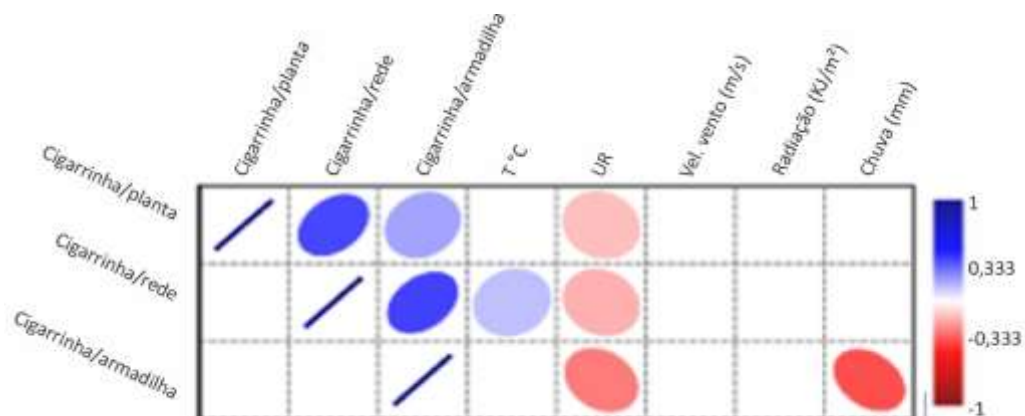 Cigarrinha/planta
Cigarrinha/rede
Cigarrinha/armadilha
T °C
UR
Vel. vento (m/s)
Radiação (KJ/m²)
Chuva (mm)
Cigarrinha/planta
Cigarrinha/rede
Cigarrinha/armadilha
1
0,333
-0,333
-1